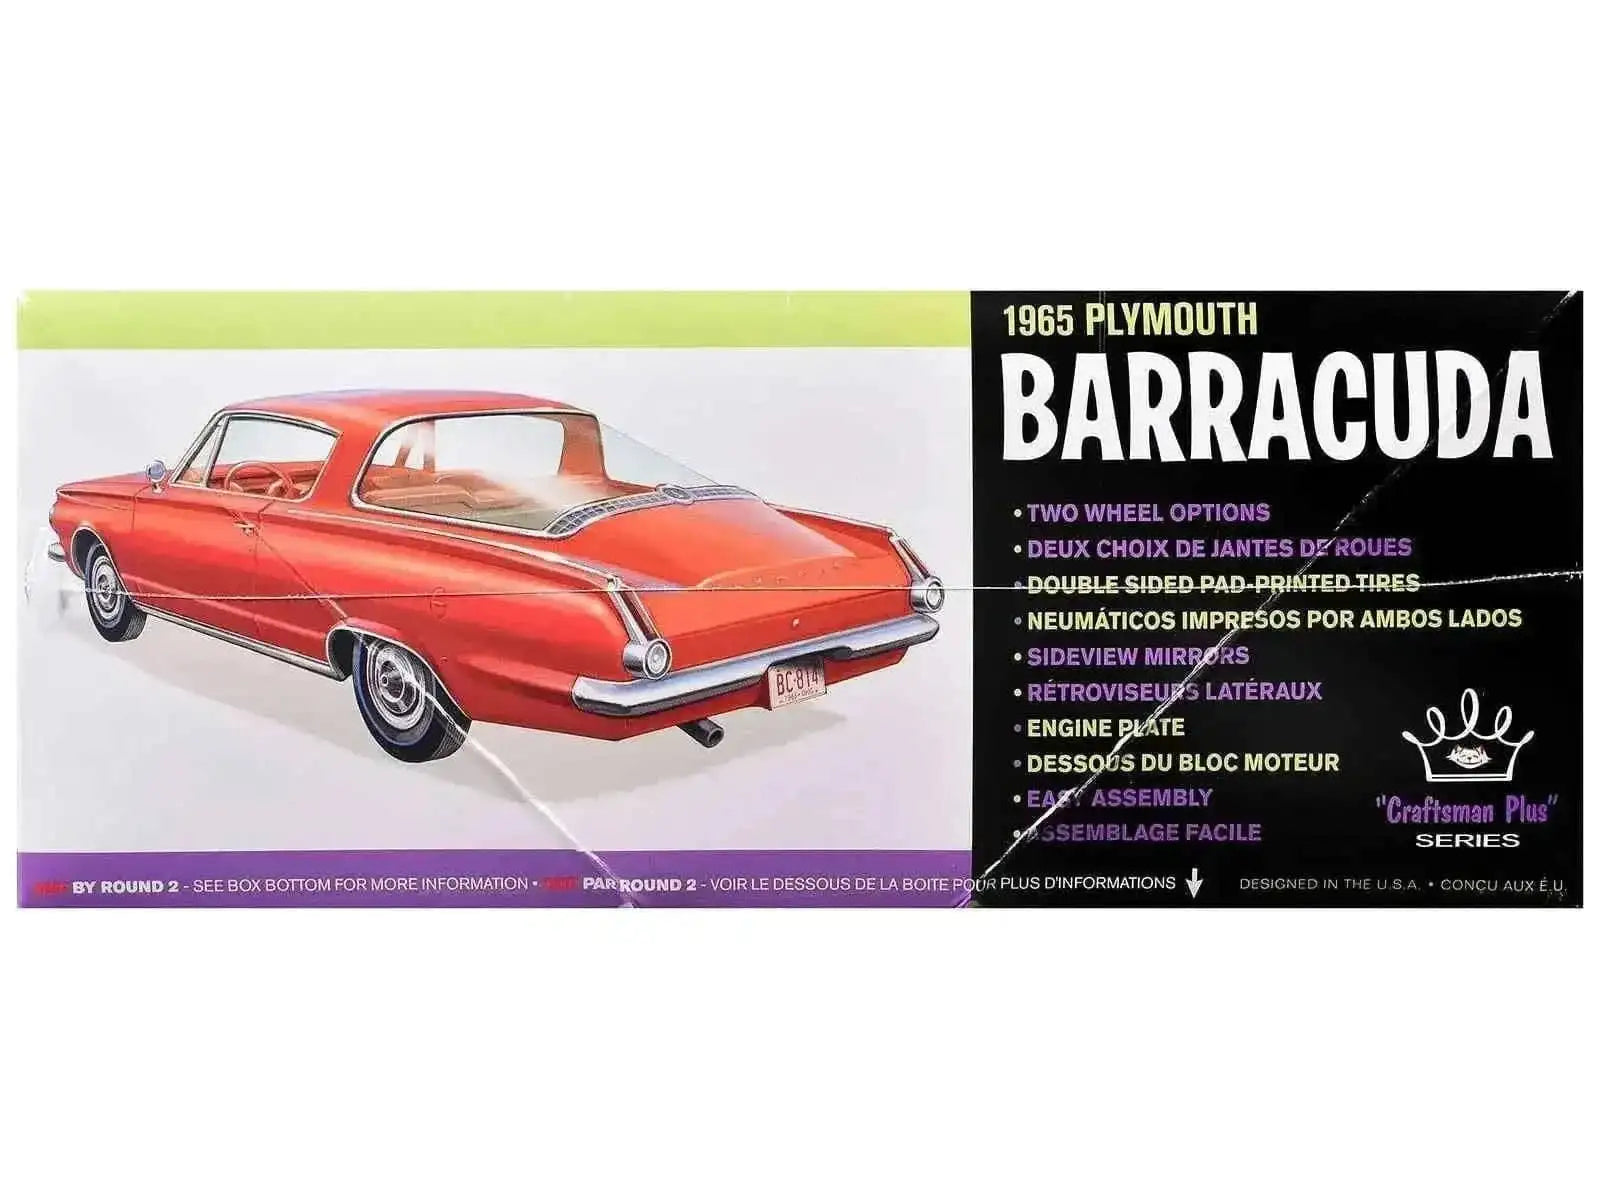 1965 PLYMOUTH
BARRACUDA
• TWO WHEEL OPTIONS
• DEUX CHOIX DE JANTES DE ROUES
• DOUBLE SIDED PAD-PRINTED TIRES
• NEUMÁTICOS IMPRESOS POR AMBOS LADOS
• SIDEVIEW MIRRORS
• RÉTROVISEURS LATÉRAUX
• ENGINE PLATE
• DESSOUS DU BLOC MOTEUR
• EASY ASSEMBLY
• ASSEMBLAGE FACILE
"Craftsman Plus"
SERIES
BC-814
BY ROUND 2 - SEE BOX BOTTOM FOR MORE INFORMATION • PAR ROUND 2 - VOIR LE DESSOUS DE LA BOITE POUR PLUS D'INFORMATIONS
DESIGNED IN THE U.S.A. • CONÇU AUX É.U.